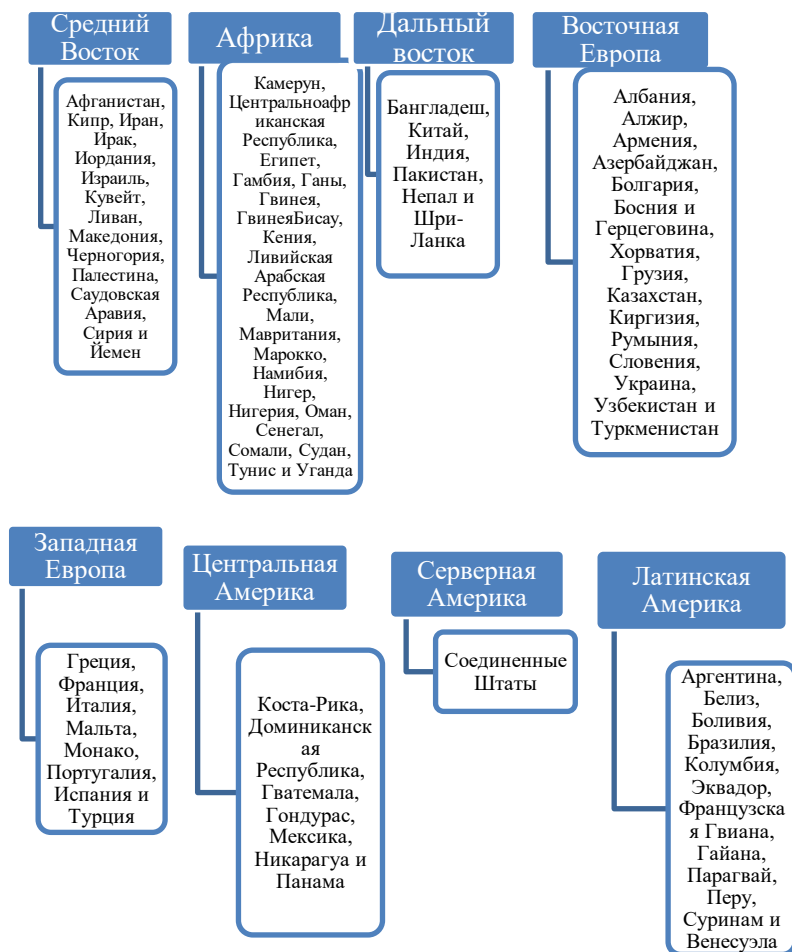 Средний
Восток
Афганистан,
Кипр, Иран,
Ирак,
Иордания,
Израиль,
Кувейт,
Ливан,
Македония,
Черногория,
Палестина,
Саудовская
Аравия,
Сирия и
Йемен
Африка
Камерун,
Центральноафр
иканская
Республика,
Египет,
Гамбия, Ганы,
Гвинея,
ГвинеяБисау,
Кения,
Ливийская
Арабская
Республика,
Мали,
Мавритания,
Марокко,
Намибия,
Нигер,
Нигерия, Оман,
Сенегал,
Сомали, Судан,
Тунис и Уганда
Дальный
восток
Бангладеш,
Китай,
Индия,
Пакистан,
Непал и
Шри-
Ланка
Восточная
Европа
Албания,
Алжир,
Армения,
Азербайджан,
Болгария,
Босния и
Герцеговина,
Хорватия,
Грузия,
Казахстан,
Киргизия,
Румыния,
Словения,
Украина,
Узбекистан и
Туркменистан
Западная
Европа
Греция,
Франция,
Италия,
Мальта,
Монако,
Португалия,
Испания и
Турция
Центральная
Америка
Коста-Рика,
Доминиканск
ая
Республика,
Гватемала,
Гондурас,
Мексика,
Никарагуа и
Панама
Серверная
Америка
Соединенные
Штаты
Латинская
Америка
Аргентина,
Белиз,
Боливия,
Бразилия,
Колумбия,
Эквадор,
Французска
я Гвиана,
Гайана,
Парагвай,
Перу,
Суринам и
Венесуэла